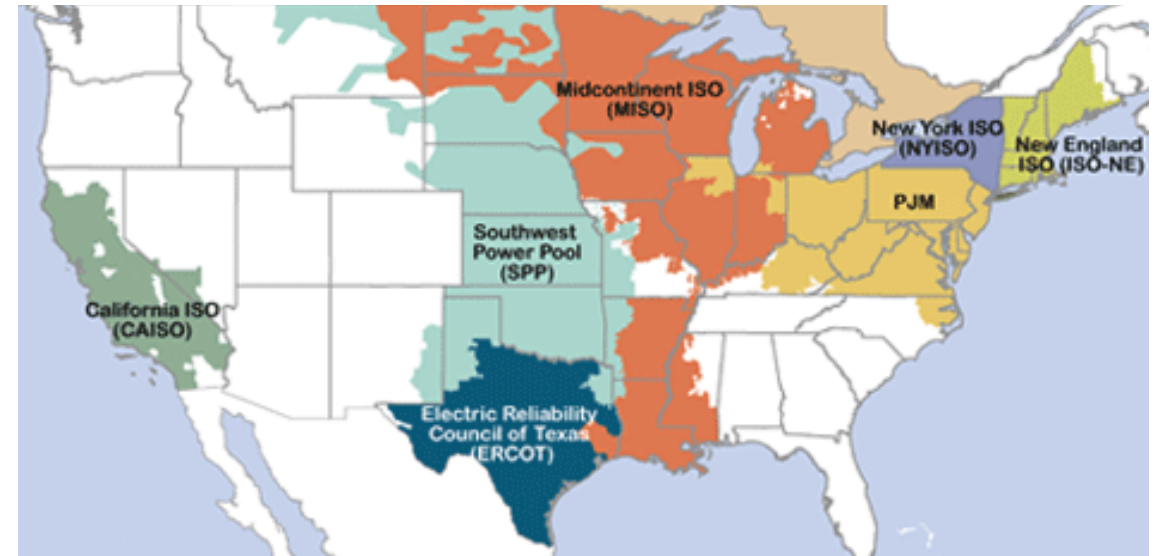 Midcontinent ISO
(MISO)
New York ISO
(NYISO)
New England
ISO (ISO-NE)
PJM
Southwest
Power Pool
(SPP)
California ISO
(CAISO)
Electric Reliability
Council of Texas
(ERCOT)